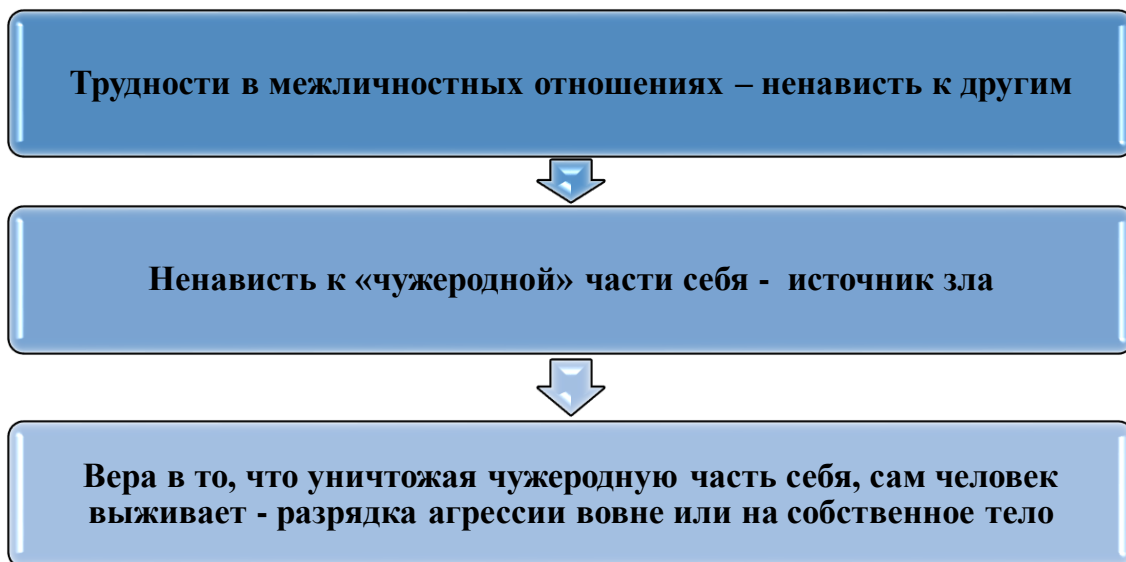 Трудности в межличностных отношениях – ненависть к другим
Ненависть к «чужеродной» части себя - источник зла
Вера в то, что уничтожая чужеродную часть себя, сам человек
выживает - разрядка агрессии вовне или на собственное тело